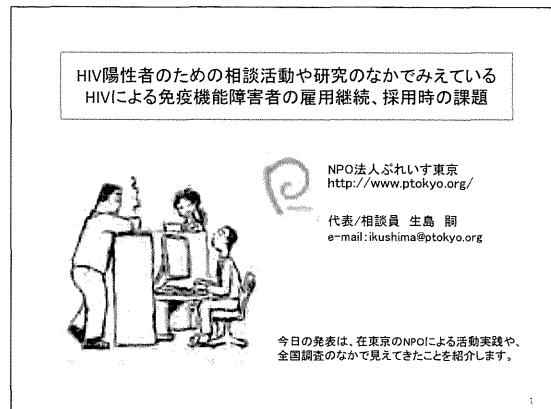 HIV陽性者のための相談活動や研究のなかでみえている
HIVによる免疫機能障害者の雇用継続、採用時の課題
NPO法人ぷれいす東京
http://www.ptokyo.org/
代表/相談員 生島 嗣
e-mail:ikushima@ptokyo.org
今日の発表は、在東京のNPOによる活動実践や、
全国調査のなかで見えてきたことを紹介します。
1